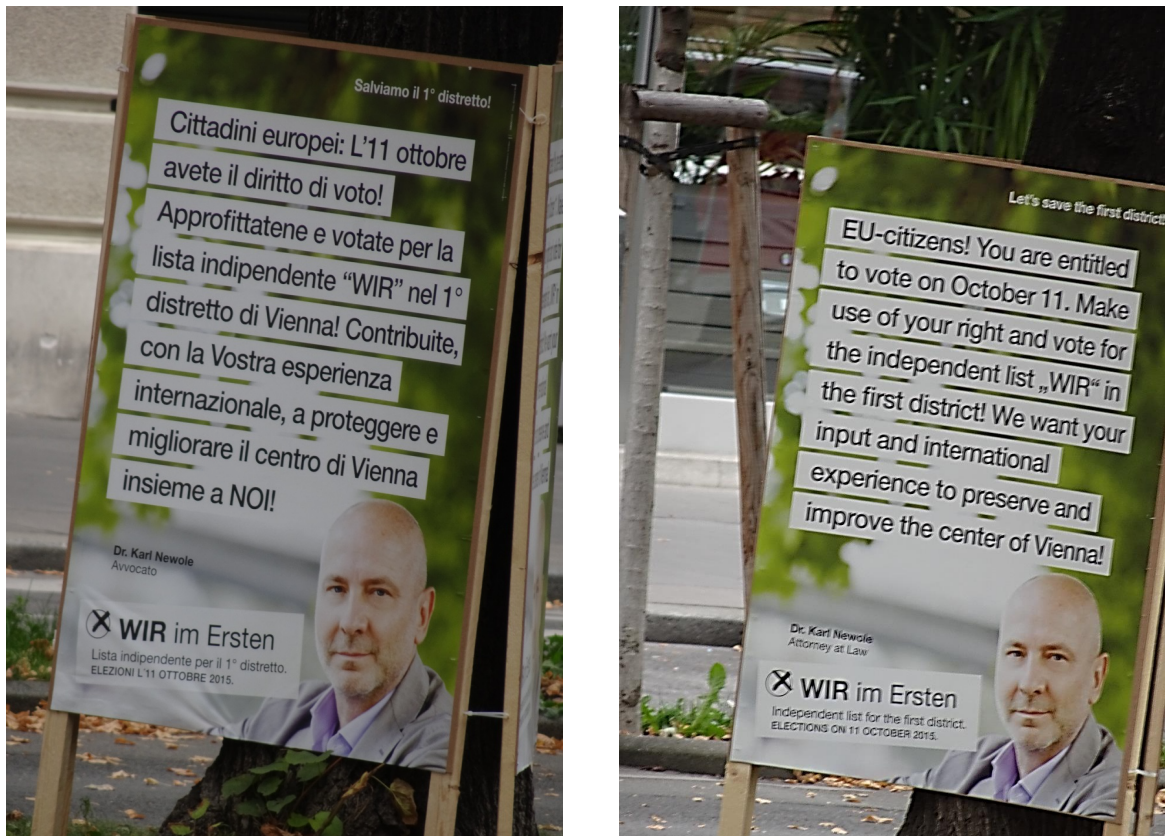 Salviamo il 1° distretto!
Cittadini europei: L'11 ottobre
avete il diritto di voto!
Approfittatene e votate per la
lista indipendente “WIR” nel 1°
distretto di Vienna! Contribuite,
con la Vostra esperienza
internazionale, a proteggere e
migliorare il centro di Vienna
insieme a NOI!
Dr. Karl Newole
Avvocato
WIR im Ersten
Lista indipendente per il 1° distretto.
ELEZIONI L'11 OTTOBRE 2015.
Let's save the first district!
EU-citizens! You are entitled
to vote on October 11. Make
use of your right and vote for
the independent list „WIR“ in
the first district! We want your
input and international
experience to preserve and
improve the center of Vienna!
Dr. Karl Newole
Attorney at Law
WIR im Ersten
Independent list for the first district.
ELECTIONS ON 11 OCTOBER 2015.